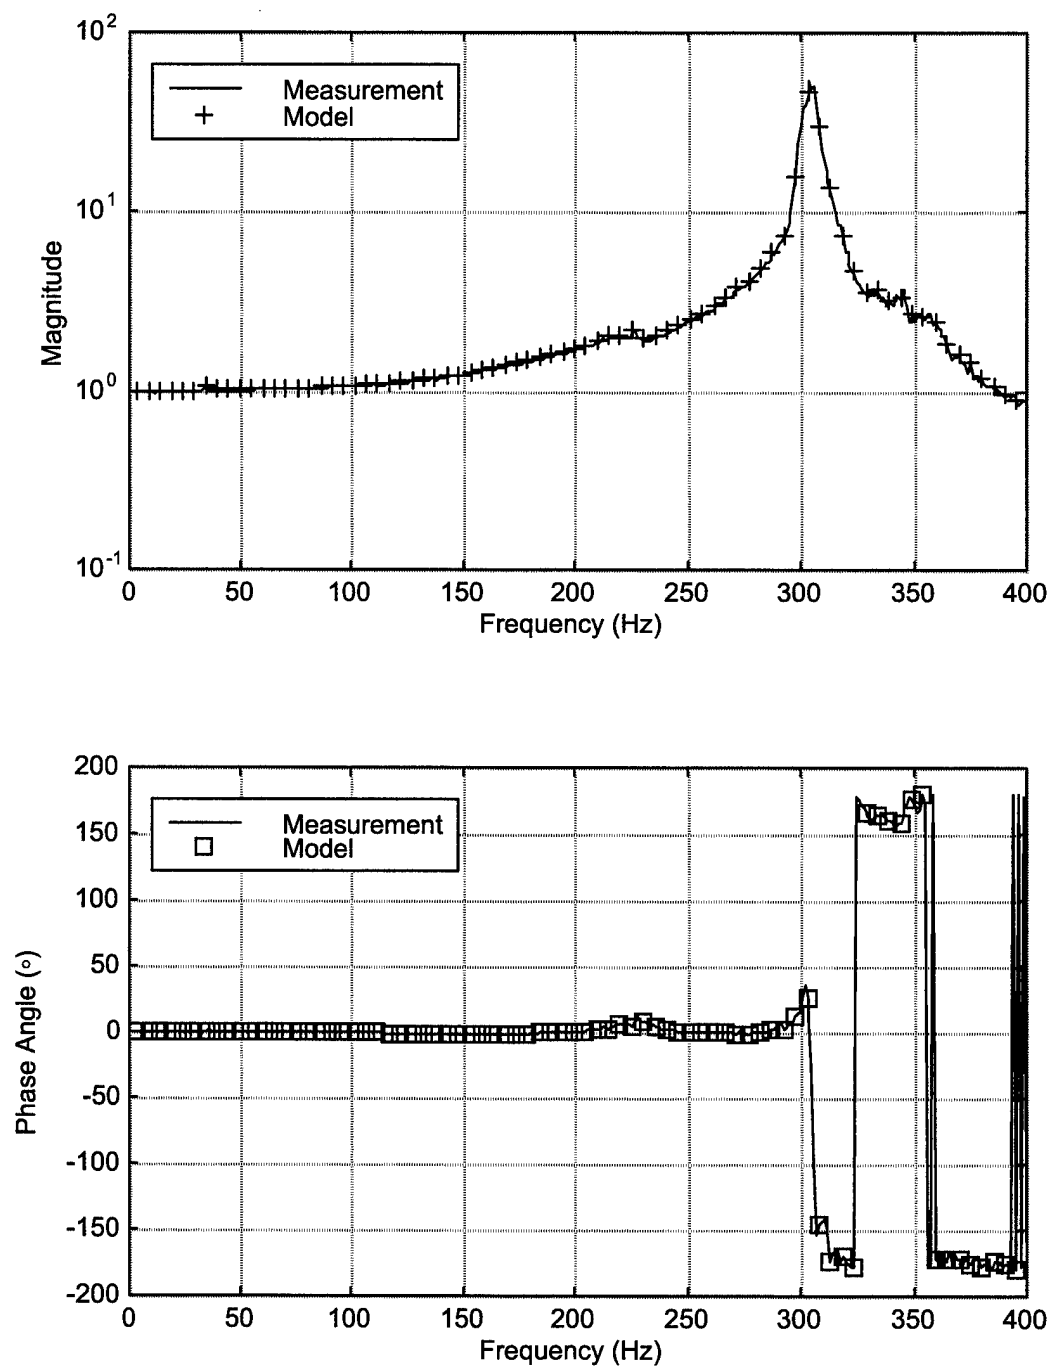 10^2
Measurement
Model
10^1
Magnitude
10^0
10^-1
0 50 100 150 200 250 300 350 400
Frequency (Hz)
200
Measurement
150
Model
100
50
Phase Angle (°)
0
-50
-100
-150
-200
0 50 100 150 200 250 300 350 400
Frequency (Hz)